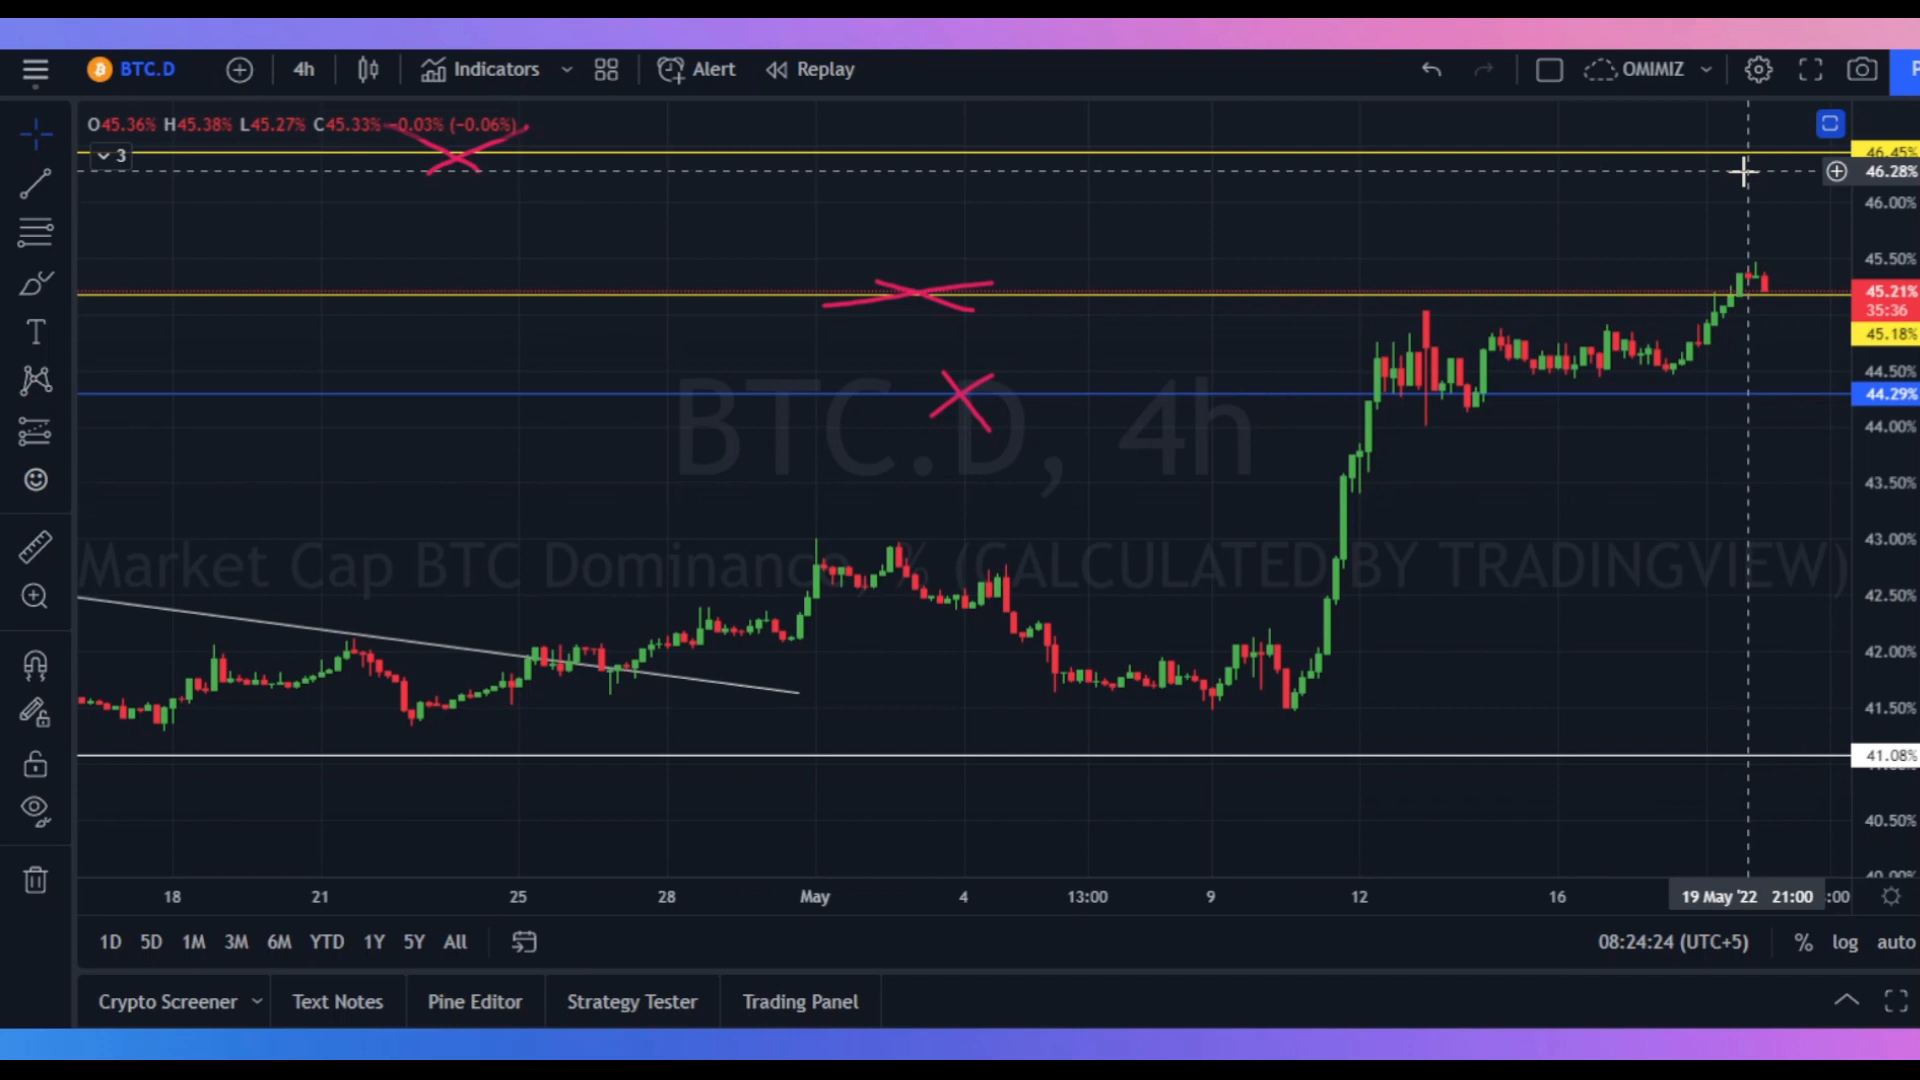 BTC.D 4h Indicators Alert Replay OMIMIZ
O45.36% H45.38% L45.27% C45.33% -0.03% (-0.06%)
3
46.45%
46.28%
46.00%
45.50%
45.21%
35:36
45.18%
44.50%
44.29%
44.00%
43.50%
43.00%
42.50%
42.00%
41.50%
41.08%
40.50%
BTC.D, 4h
Market Cap BTC Dominance, % (CALCULATED BY TRADINGVIEW)
18 21 25 28 May 4 13:00 9 12 16 19 May '22 21:00 :00
1D 5D 1M 3M 6M YTD 1Y 5Y All 08:24:24 (UTC+5) % log auto
Crypto Screener Text Notes Pine Editor Strategy Tester Trading Panel